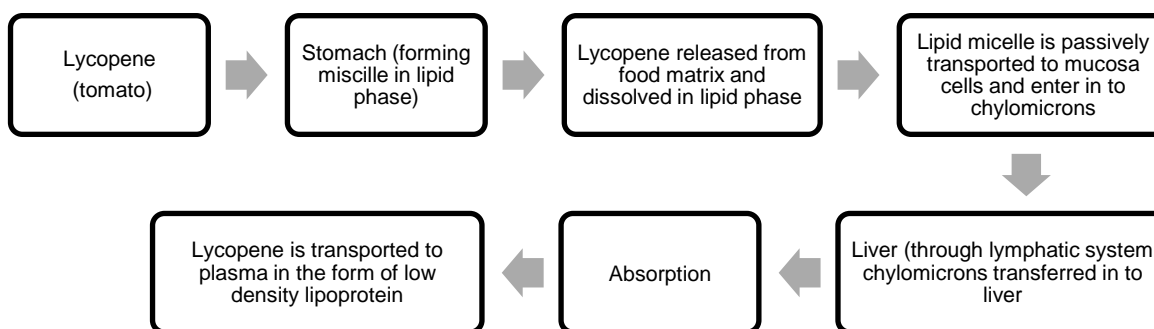 Lycopene
(tomato)
Stomach (forming
miscille in lipid
phase)
Lycopene released from
food matrix and
dissolved in lipid phase
Lipid micelle is passively
transported to mucosa
cells and enter in to
chylomicrons
Liver (through lymphatic system
chylomicrons transferred in to
liver
Absorption
Lycopene is transported to
plasma in the form of low
density lipoprotein